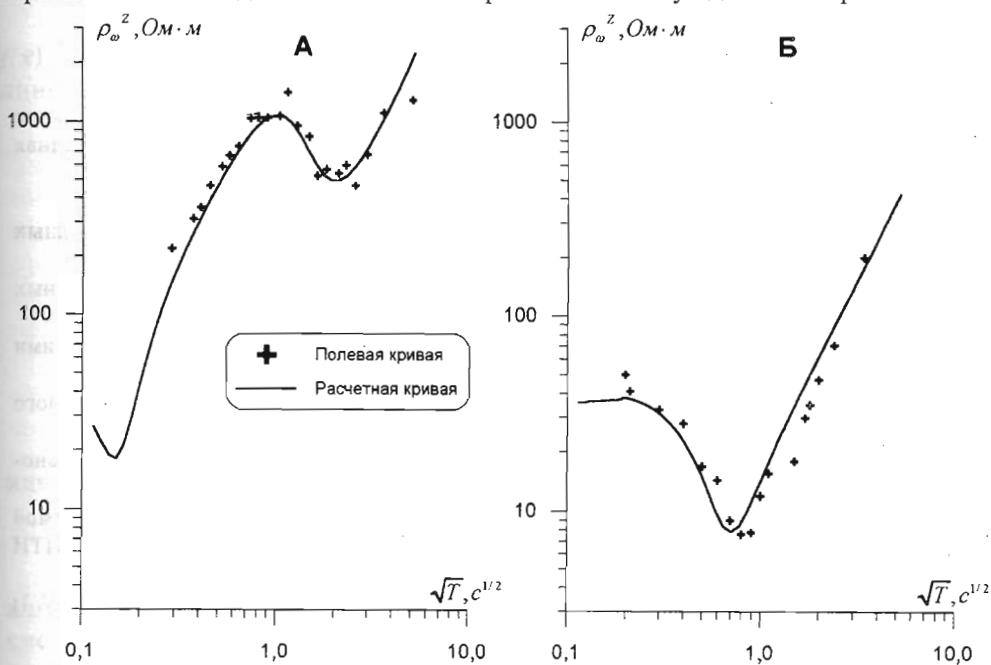 ρ_ω^Z, Ом·м
А
1000
100
10
Полевая кривая
Расчетная кривая
√T, с^1/2
0,1 1,0 10,0
ρ_ω^Z, Ом·м
Б
1000
100
10
√T, с^1/2
0,1 1,0 10,0